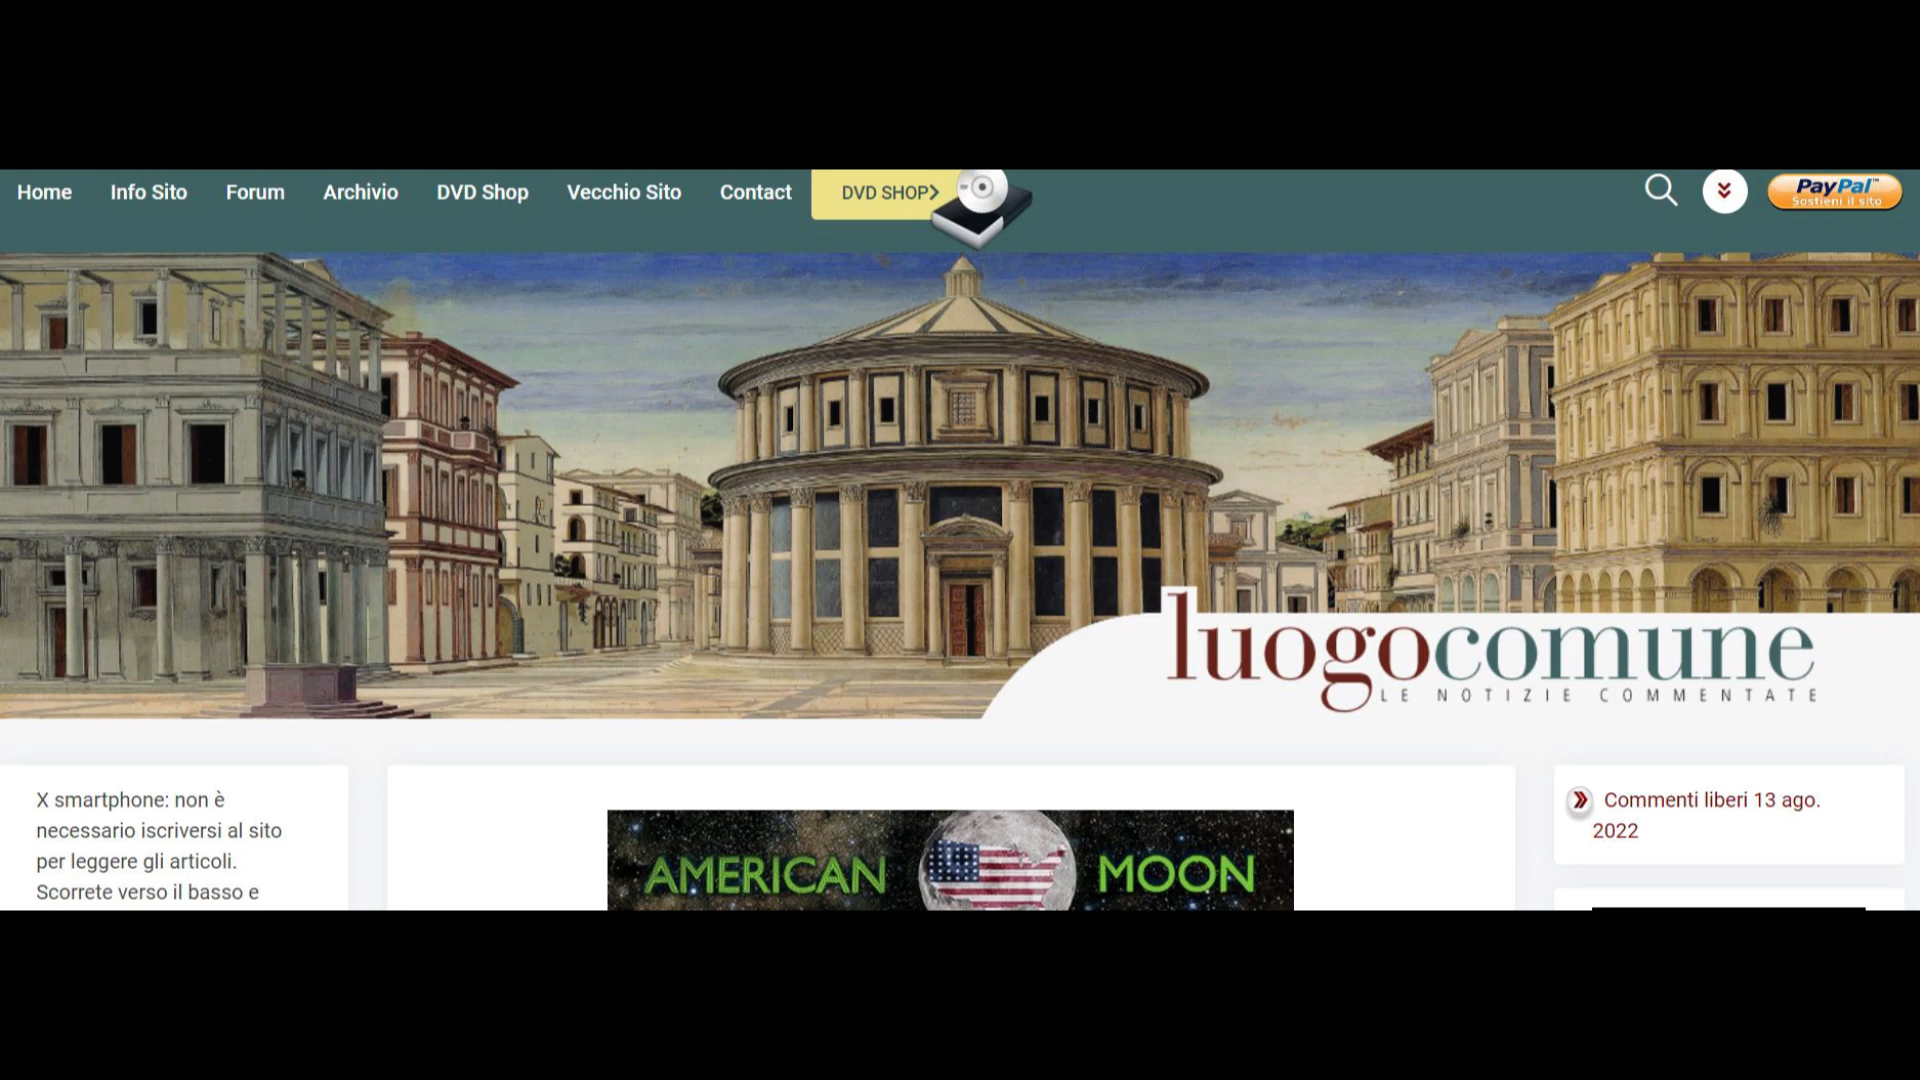 Home Info Sito Forum Archivio DVD Shop Vecchio Sito Contact DVD SHOP PayPal™
Sostieni il sito
luogocomune
LE NOTIZIE COMMENTATE
X smartphone: non è
necessario iscriversi al sito
per leggere gli articoli.
Scorrete verso il basso e
AMERICAN MOON
Commenti liberi 13 ago.
2022